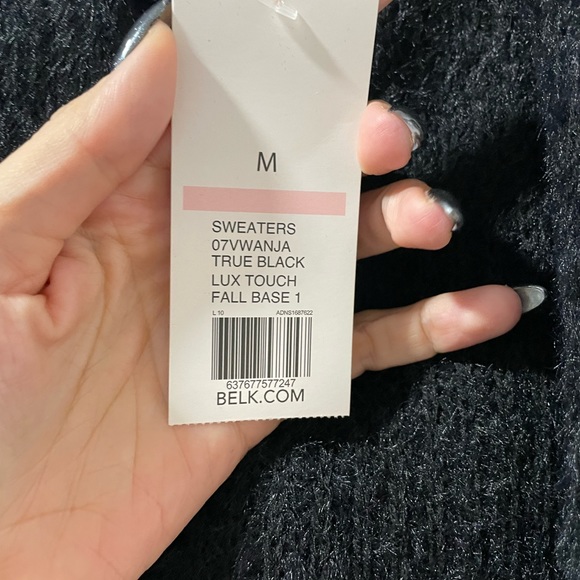 M
SWEATERS
07VWANJA
TRUE BLACK
LUX TOUCH
FALL BASE 1
L 10 ADNS1687622
637677577247
BELK.COM